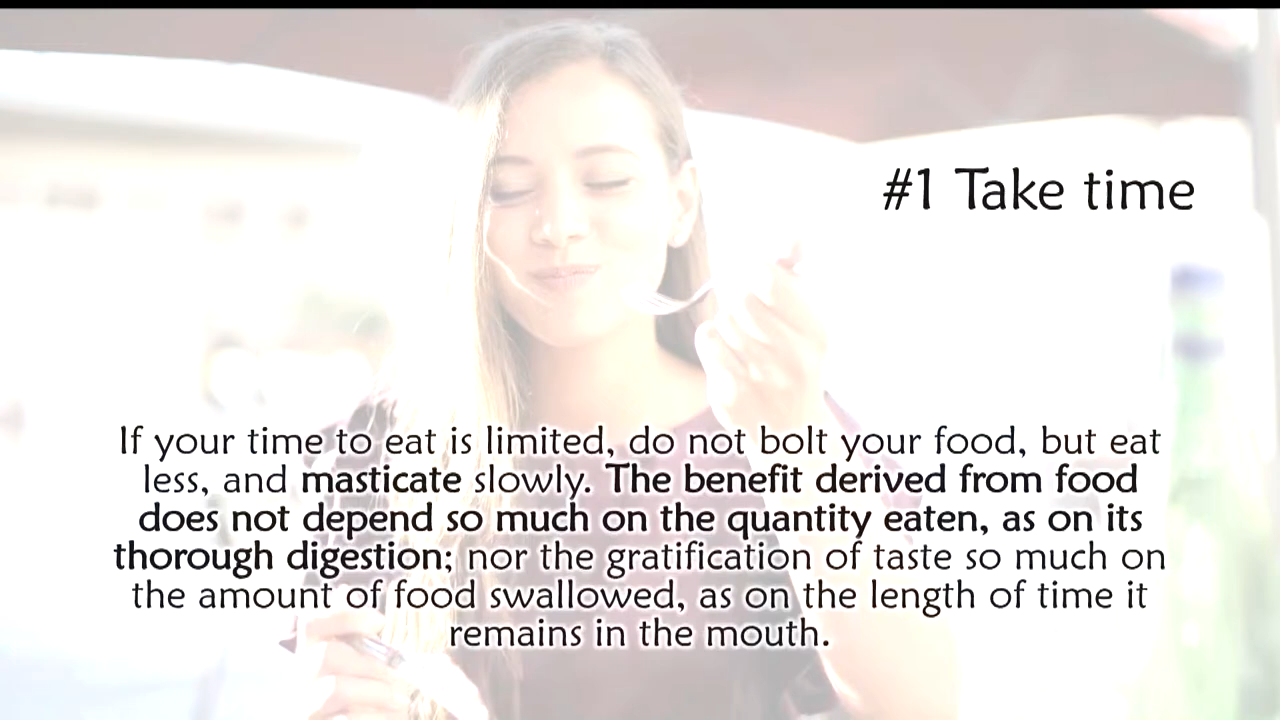 #1 Take time
If your time to eat is limited, do not bolt your food, but eat
less, and masticate slowly. The benefit derived from food
does not depend so much on the quantity eaten, as on its
thorough digestion; nor the gratification of taste so much on
the amount of food swallowed, as on the length of time it
remains in the mouth.